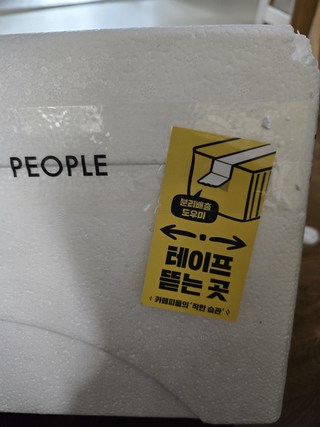 PEOPLE
분리배출
도우미
테이프
뜯는 곳
카페피플의 '착한 습관'